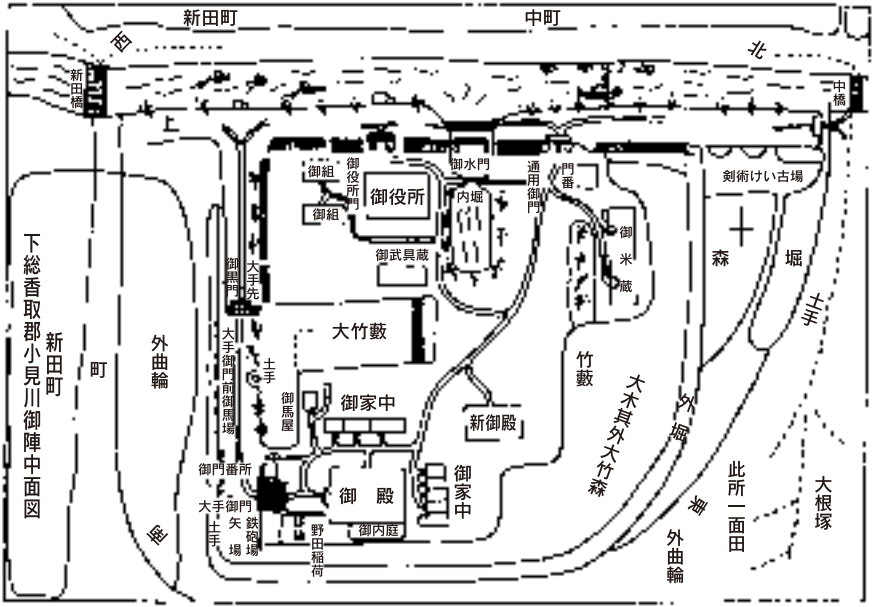 新田町
中町
西
北
新田橋
中橋
上
御組
御役所門
御役所
御組
御水門
内堀
通用御門
門番
剣術けい古場
御武具蔵
御米蔵
森
堀
土手
御黒門
大手先
大竹藪
下総香取郡小見川御陣中面図
新田町
町
外曲輪
大手御門前御馬場
土手
御馬屋
御家中
新御殿
竹藪
大木其外大竹森
外堀
御門番所
大手御門
土手
矢場
鉄砲場
御殿
御内庭
野田稲荷
御家中
南
東
此所一面田
大根塚
外曲輪